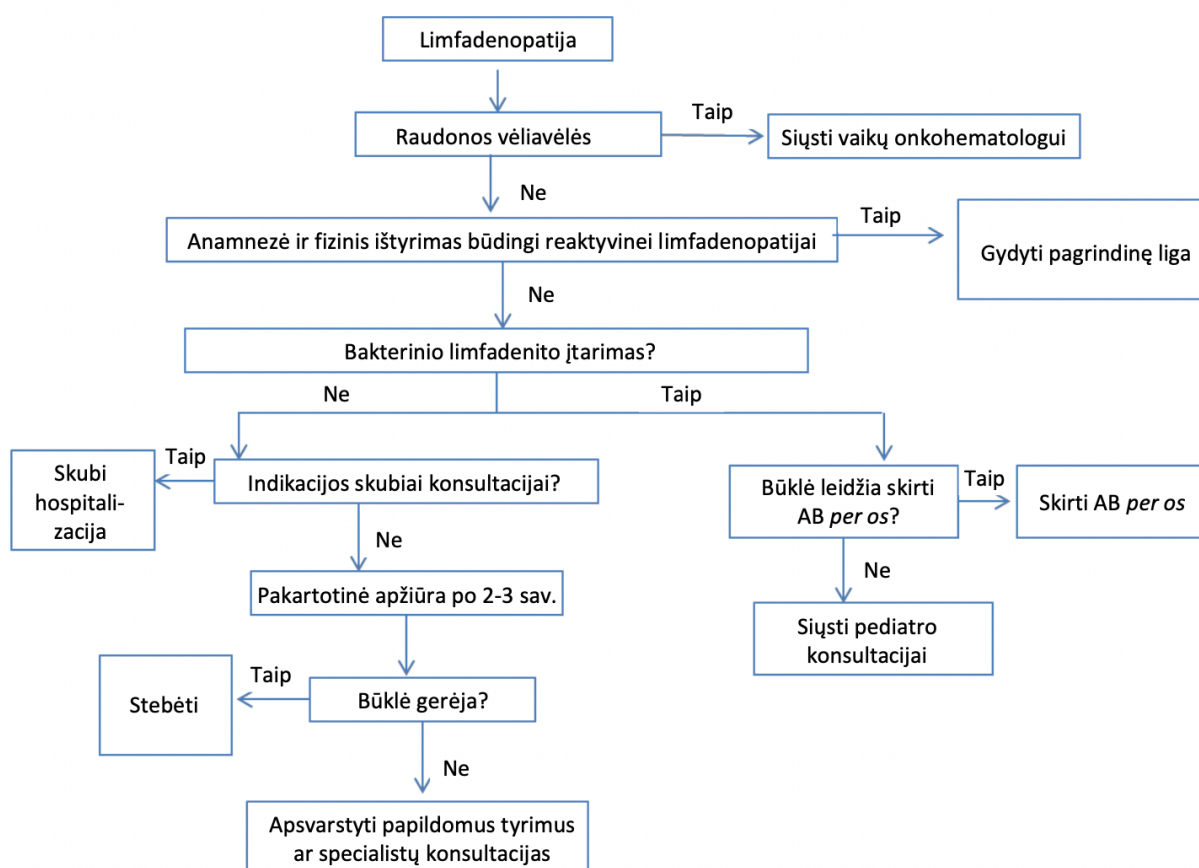 Limfadenopatija
Taip
Raudonos vėliavėlės
Siųsti vaikų onkohematologui
Ne
Taip
Anamnezė ir fizinis ištyrimas būdingi reaktyvinei limfadenopatijai
Gydyti pagrindinę liga
Ne
Bakterinio limfadenito įtarimas?
Ne
Taip
Taip
Skubi
hospitali-
zacija
Indikacijos skubiai konsultacijai?
Būklė leidžia skirti
AB per os?
Taip
Skirti AB per os
Ne
Ne
Pakartotinė apžiūra po 2-3 sav.
Siųsti pediatro
konsultacijai
Taip
Stebėti
Būklė gerėja?
Ne
Apsvarstyti papildomus tyrimus
ar specialistų konsultacijas